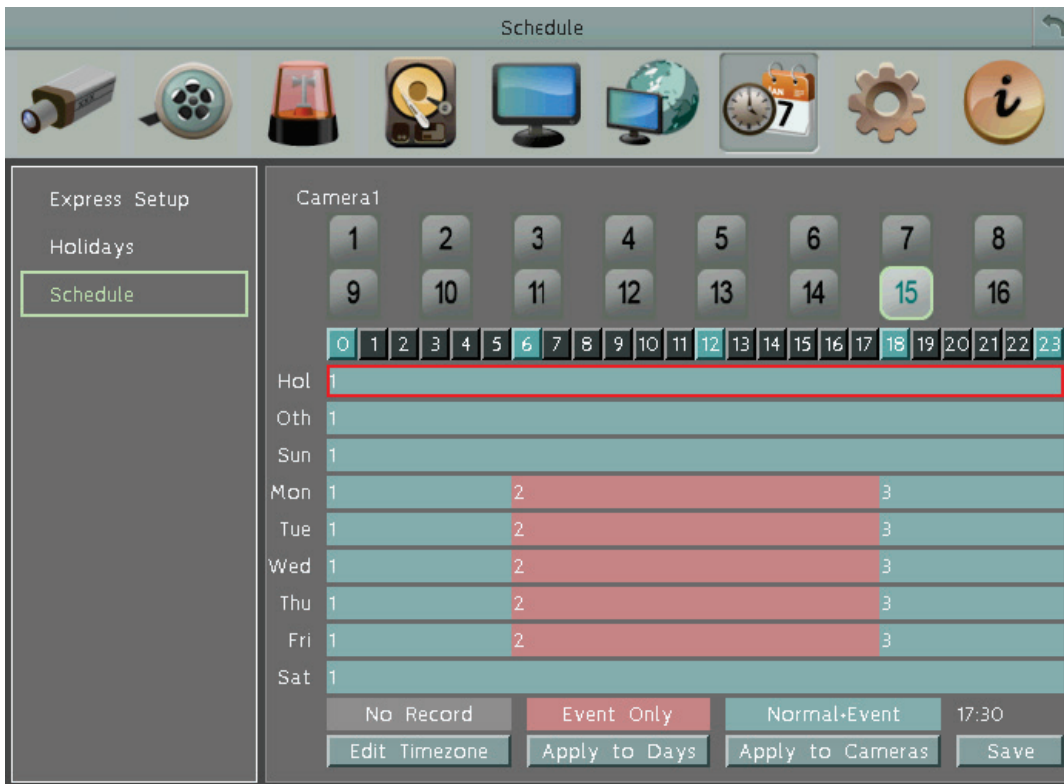 Schedule
JAN
7
i
Express Setup
Holidays
Schedule
Camera1
1 2 3 4 5 6 7 8
9 10 11 12 13 14 15 16
0 1 2 3 4 5 6 7 8 9 10 11 12 13 14 15 16 17 18 19 20 21 22 23
Hol 1
Oth 1
Sun 1
Mon 1 2 3
Tue 1 2 3
Wed 1 2 3
Thu 1 2 3
Fri 1 2 3
Sat 1
No Record Event Only Normal+Event 17:30
Edit Timezone Apply to Days Apply to Cameras Save